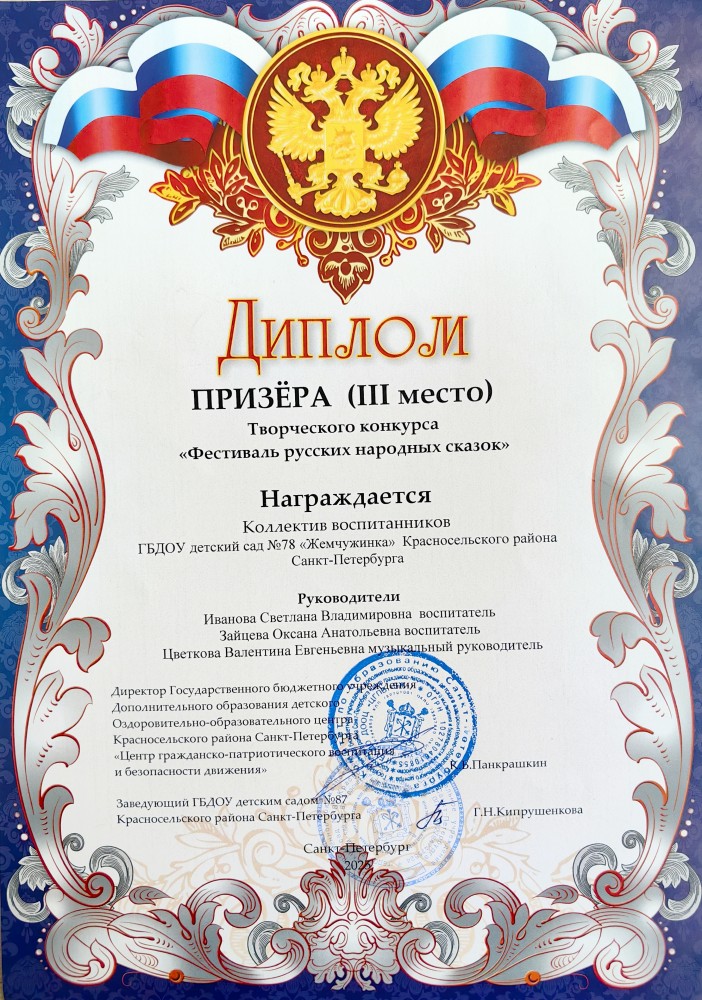 Диплом
ПРИЗЁРА (III место)
Творческого конкурса
«Фестиваль русских народных сказок»
Награждается
Коллектив воспитанников
ГБДОУ детский сад №78 «Жемчужинка» Красносельского района
Санкт-Петербурга
Руководители
Иванова Светлана Владимировна воспитатель
Зайцева Оксана Анатольевна воспитатель
Цветкова Валентина Евгеньевна музыкальный руководитель
Директор Государственного бюджетного учреждения
Дополнительного образования детского
Оздоровительно-образовательного центра
Красносельского района Санкт-Петербурга
«Центр гражданско-патриотического воспитания
и безопасности движения»
Панкрашкин
Заведующий ГБДОУ детским садом №87
Красносельского района Санкт-Петербурга
Г.Н.Кипрушенкова
Санкт-Петербург